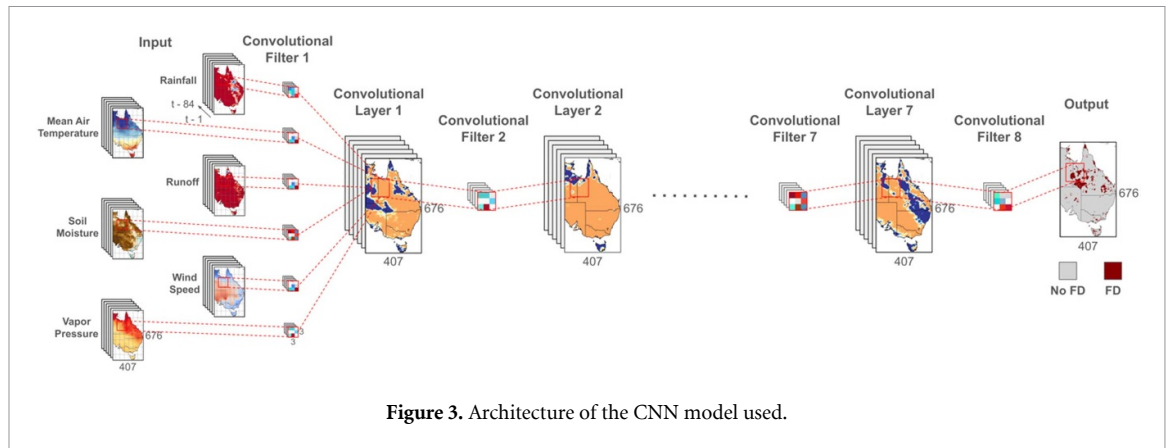 Input
Convolutional
Filter 1
Rainfall
t - 84
t - 1
Mean Air
Temperature
Runoff
Soil
Moisture
Wind
Speed
Vapor
Pressure
676
407
3
3
Convolutional
Layer 1
676
407
Convolutional
Filter 2
Convolutional
Layer 2
676
407
Convolutional
Filter 7
Convolutional
Layer 7
676
407
Convolutional
Filter 8
Output
676
407
No FD
FD
Figure 3. Architecture of the CNN model used.